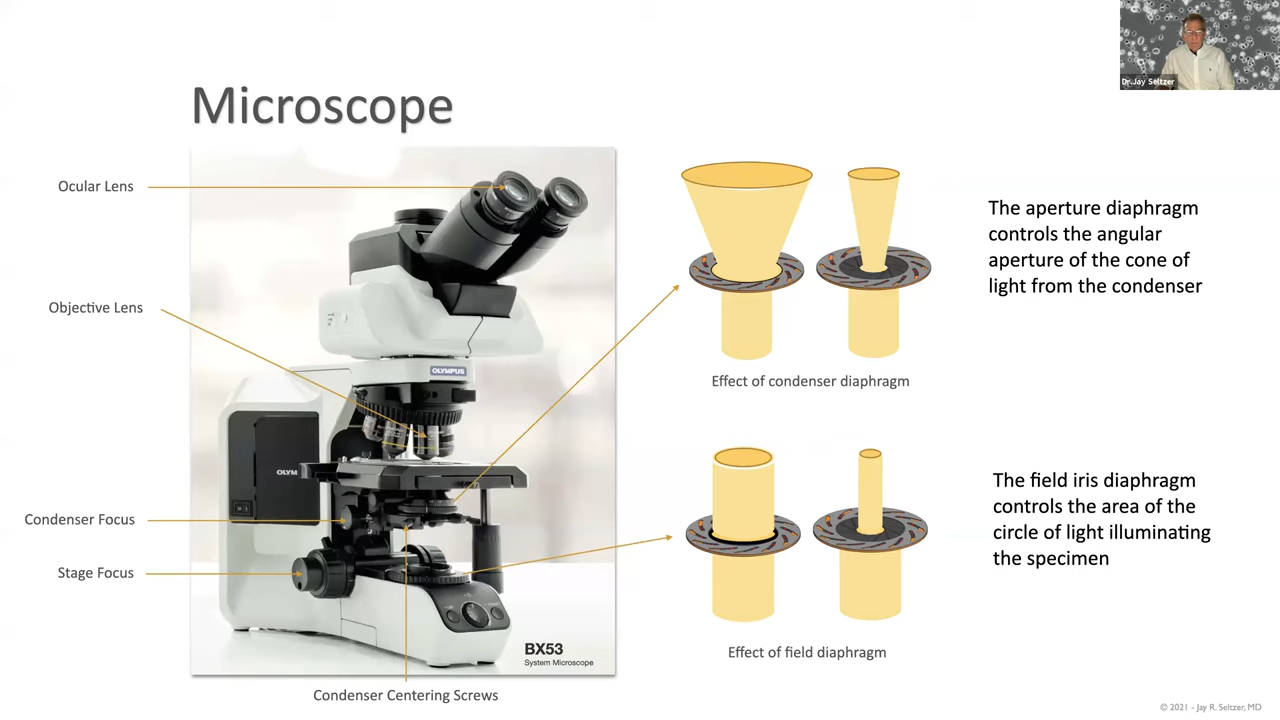 Dr.Jay Seltzer
Microscope
Ocular Lens
Objective Lens
Condenser Focus
Stage Focus
Condenser Centering Screws
OLYMPUS
OLYM
BX53
System Microscope
The aperture diaphragm
controls the angular
aperture of the cone of
light from the condenser
Effect of condenser diaphragm
The field iris diaphragm
controls the area of the
circle of light illuminating
the specimen
Effect of field diaphragm
© 2021 - Jay R. Seltzer, MD